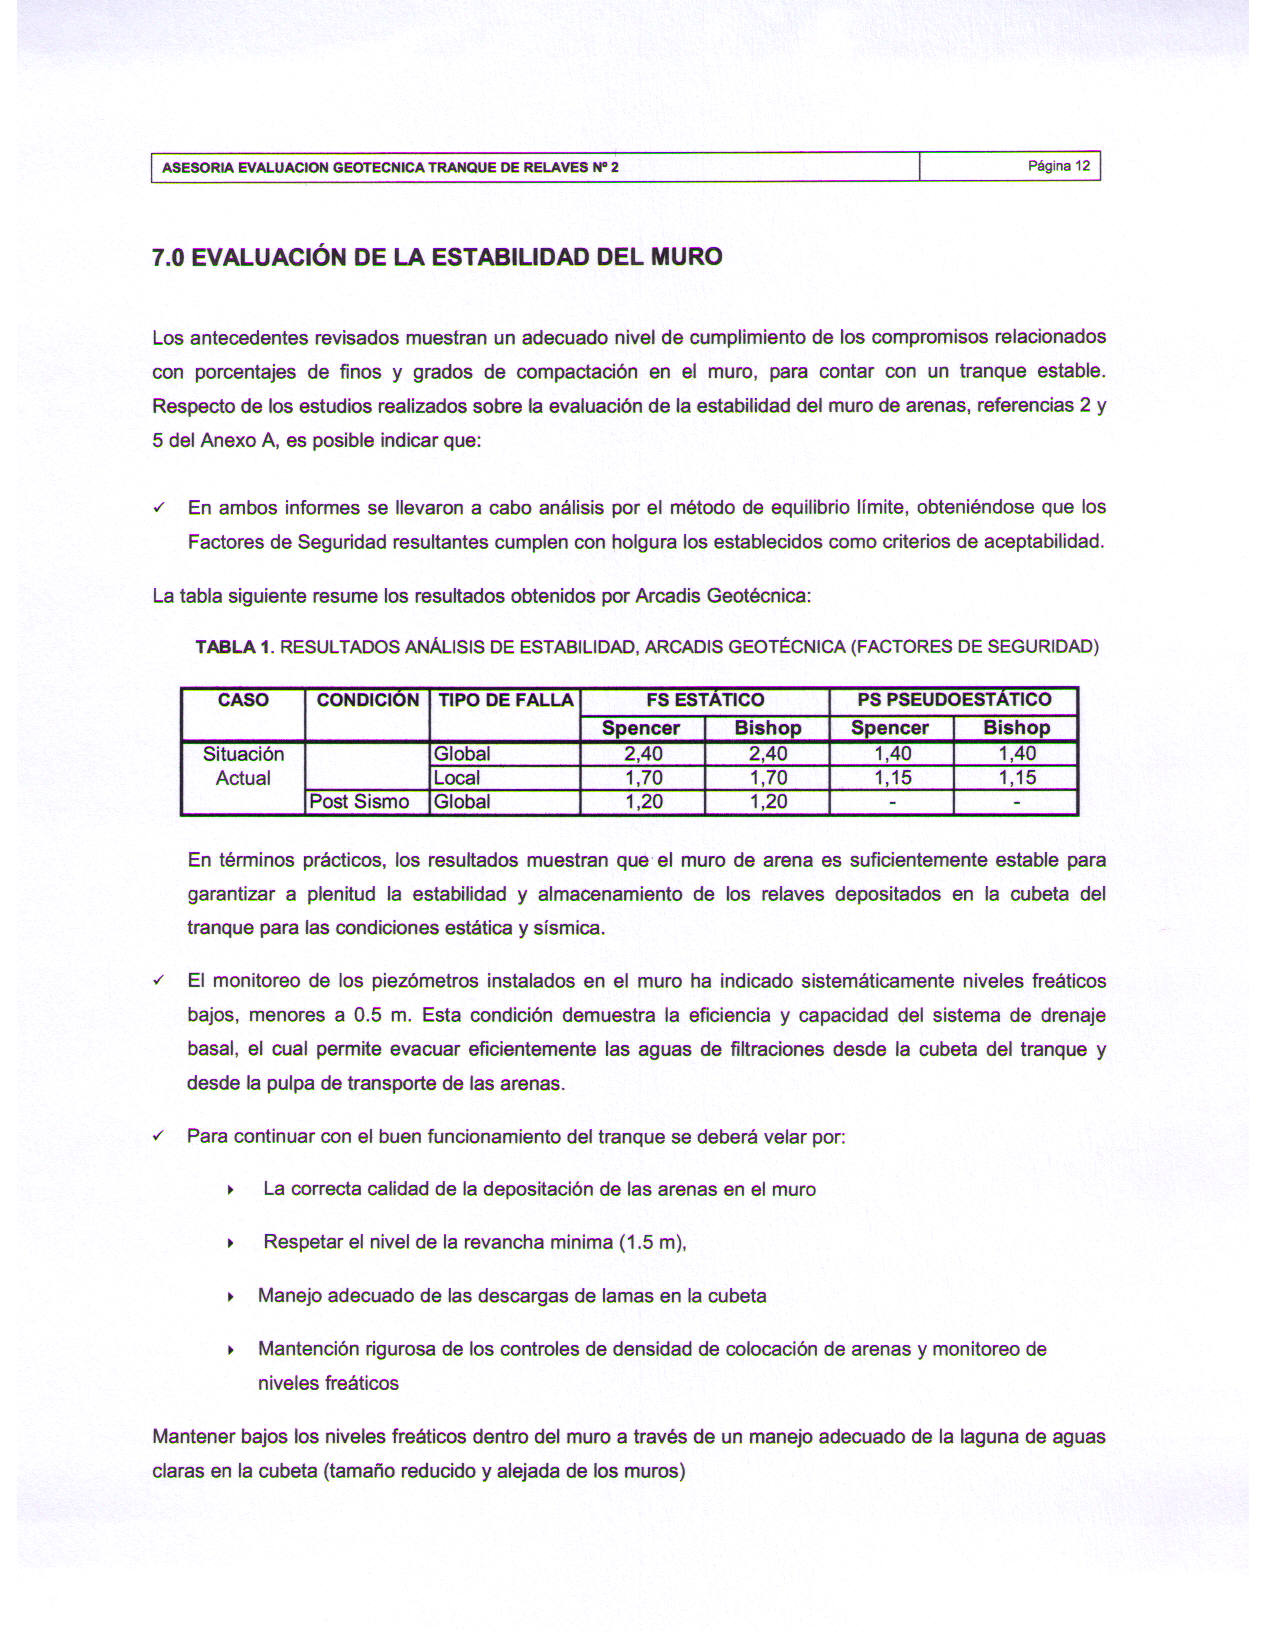 ASESORIA EVALUACION GEOTECNICA TRANQUE DE RELAVES Nº 2 Página 12
7.0 EVALUACIÓN DE LA ESTABILIDAD DEL MURO
Los antecedentes revisados muestran un adecuado nivel de cumplimiento de los compromisos relacionados
con porcentajes de finos y grados de compactación en el muro, para contar con un tranque estable.
Respecto de los estudios realizados sobre la evaluación de la estabilidad del muro de arenas, referencias 2 y
5 del Anexo A, es posible indicar que:
✓ En ambos informes se llevaron a cabo análisis por el método de equilibrio límite, obteniéndose que los
Factores de Seguridad resultantes cumplen con holgura los establecidos como criterios de aceptabilidad.
La tabla siguiente resume los resultados obtenidos por Arcadis Geotécnica:
TABLA 1. RESULTADOS ANÁLISIS DE ESTABILIDAD, ARCADIS GEOTÉCNICA (FACTORES DE SEGURIDAD)
CASO CONDICIÓN TIPO DE FALLA FS ESTÁTICO PS PSEUDOESTÁTICO
Spencer Bishop Spencer Bishop
Situación Global 2,40 2,40 1,40 1,40
Actual Local 1,70 1,70 1,15 1,15
Post Sismo Global 1,20 1,20 - -
En términos prácticos, los resultados muestran que el muro de arena es suficientemente estable para
garantizar a plenitud la estabilidad y almacenamiento de los relaves depositados en la cubeta del
tranque para las condiciones estática y sísmica.
✓ El monitoreo de los piezómetros instalados en el muro ha indicado sistemáticamente niveles freáticos
bajos, menores a 0.5 m. Esta condición demuestra la eficiencia y capacidad del sistema de drenaje
basal, el cual permite evacuar eficientemente las aguas de filtraciones desde la cubeta del tranque y
desde la pulpa de transporte de las arenas.
✓ Para continuar con el buen funcionamiento del tranque se deberá velar por:
‣ La correcta calidad de la depositación de las arenas en el muro
‣ Respetar el nivel de la revancha minima (1.5 m),
‣ Manejo adecuado de las descargas de lamas en la cubeta
‣ Mantención rigurosa de los controles de densidad de colocación de arenas y monitoreo de
niveles freáticos
Mantener bajos los niveles freáticos dentro del muro a través de un manejo adecuado de la laguna de aguas
claras en la cubeta (tamaño reducido y alejada de los muros)